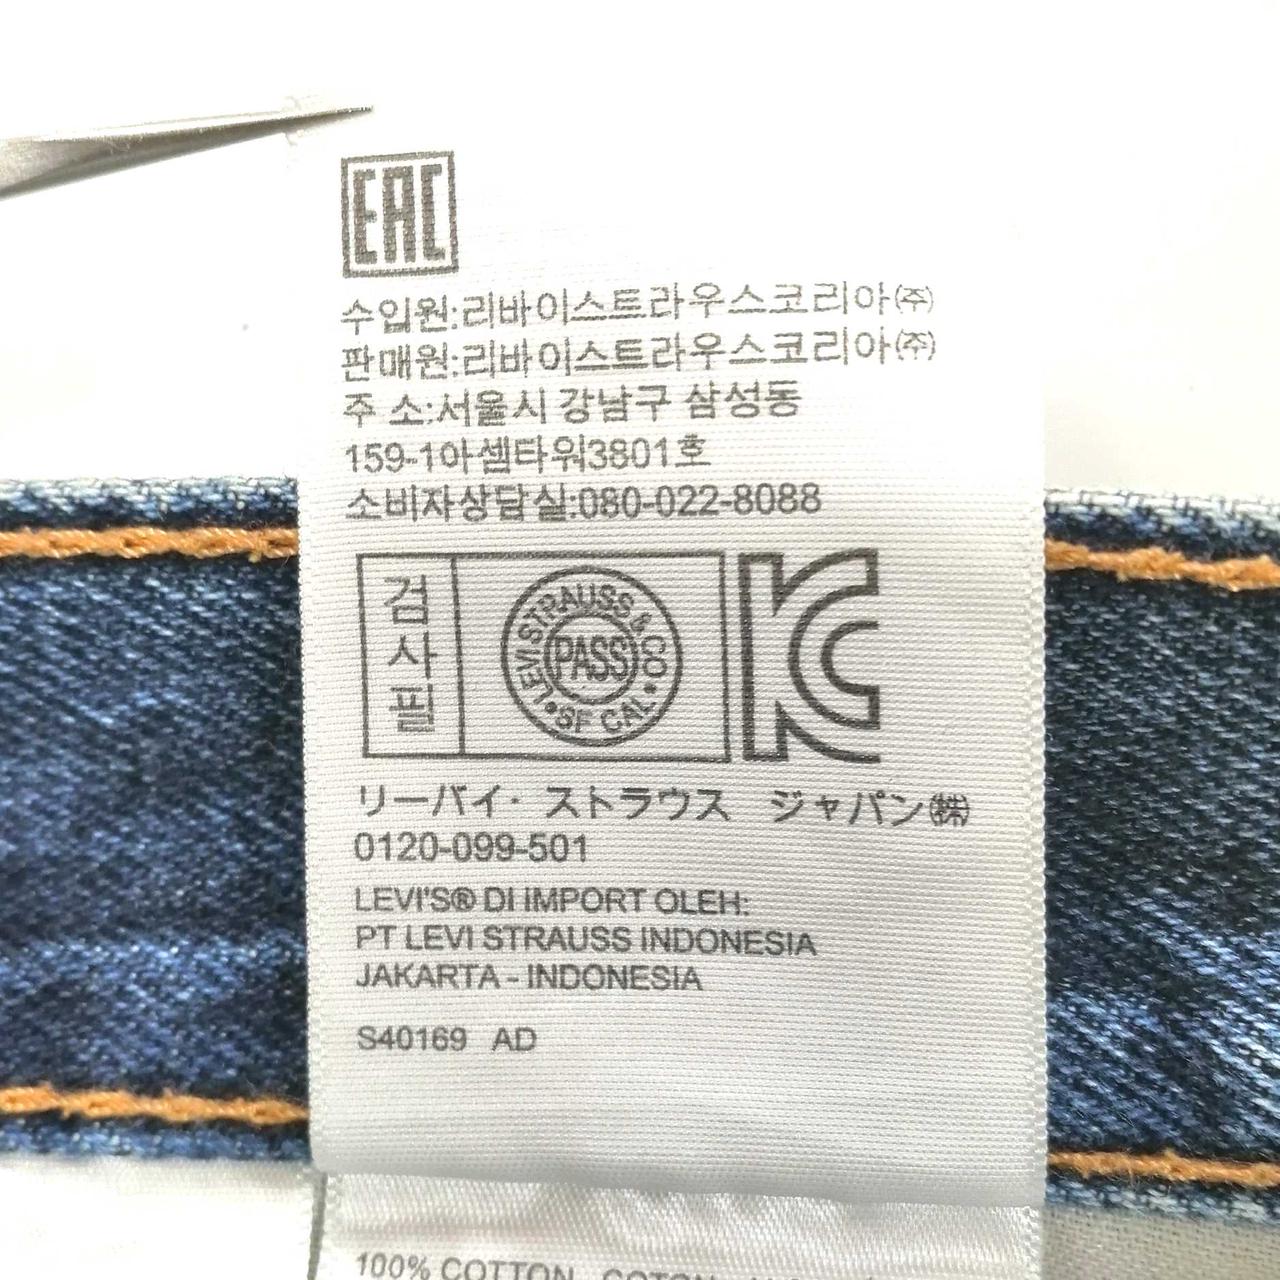 EAC
수입원:리바이스트라우스코리아㈜
판매원:리바이스트라우스코리아㈜
주 소:서울시 강남구 삼성동
159-1아셈타워3801호
소비자상담실:080-022-8088
검사필
LEVI STRAUSS & CO
PASS
• SF CAL •
KC
リーバイ・ストラウス ジャパン㈱
0120-099-501
LEVI'S® DI IMPORT OLEH:
PT LEVI STRAUSS INDONESIA
JAKARTA - INDONESIA
S40169 AD
100% COTTON